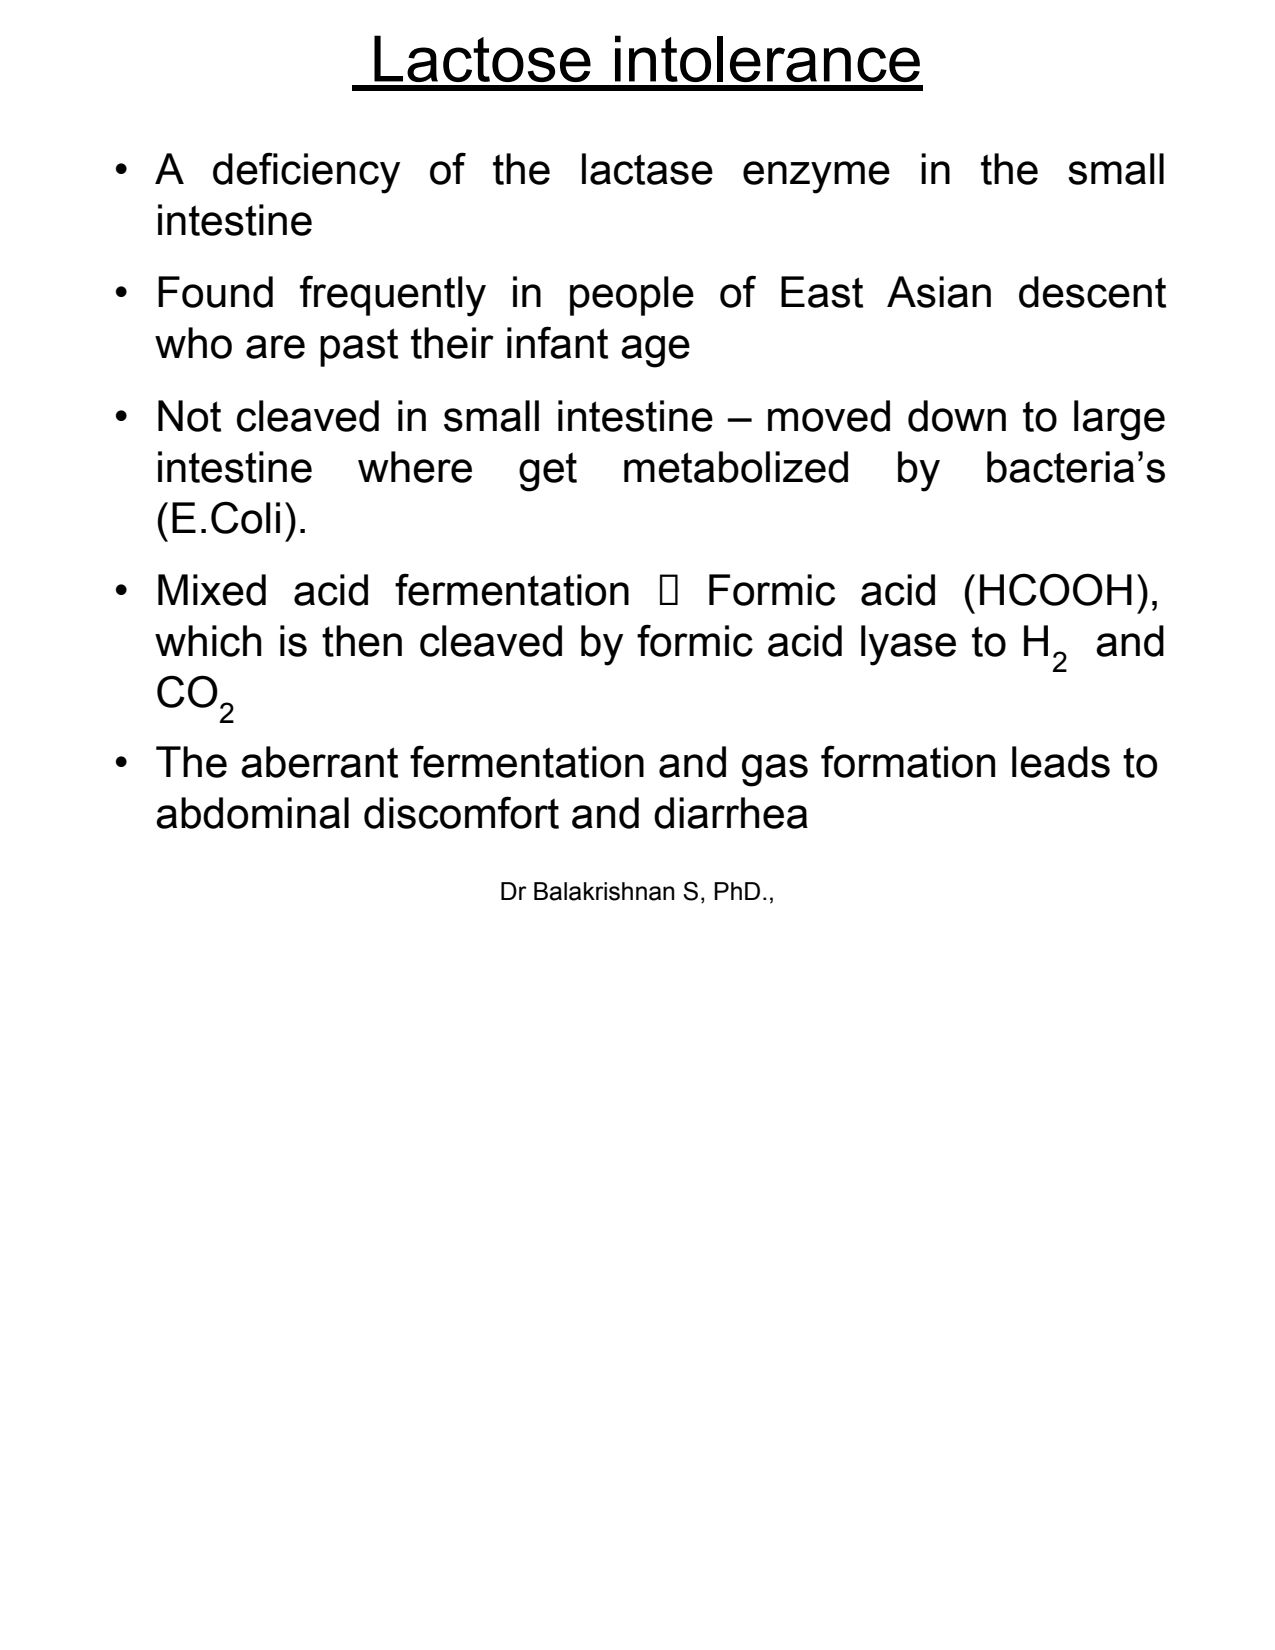 Lactose intolerance
• A deficiency of the lactase enzyme in the small
intestine
• Found frequently in people of East Asian descent
who are past their infant age
• Not cleaved in small intestine – moved down to large
intestine where get metabolized by bacteria’s
(E.Coli).
• Mixed acid fermentation  Formic acid (HCOOH),
which is then cleaved by formic acid lyase to H₂ and
CO₂
• The aberrant fermentation and gas formation leads to
abdominal discomfort and diarrhea
Dr Balakrishnan S, PhD.,